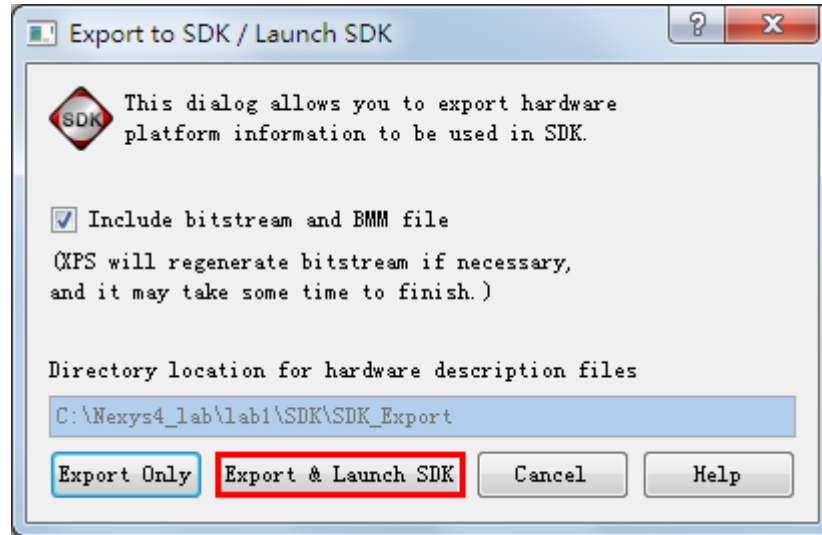 Export to SDK / Launch SDK
SDK
This dialog allows you to export hardware
platform information to be used in SDK.
Include bitstream and BMM file
(XPS will regenerate bitstream if necessary,
and it may take some time to finish.)
Directory location for hardware description files
C:\Nexys4_lab\lab1\SDK\SDK_Export
Export Only Export & Launch SDK Cancel Help